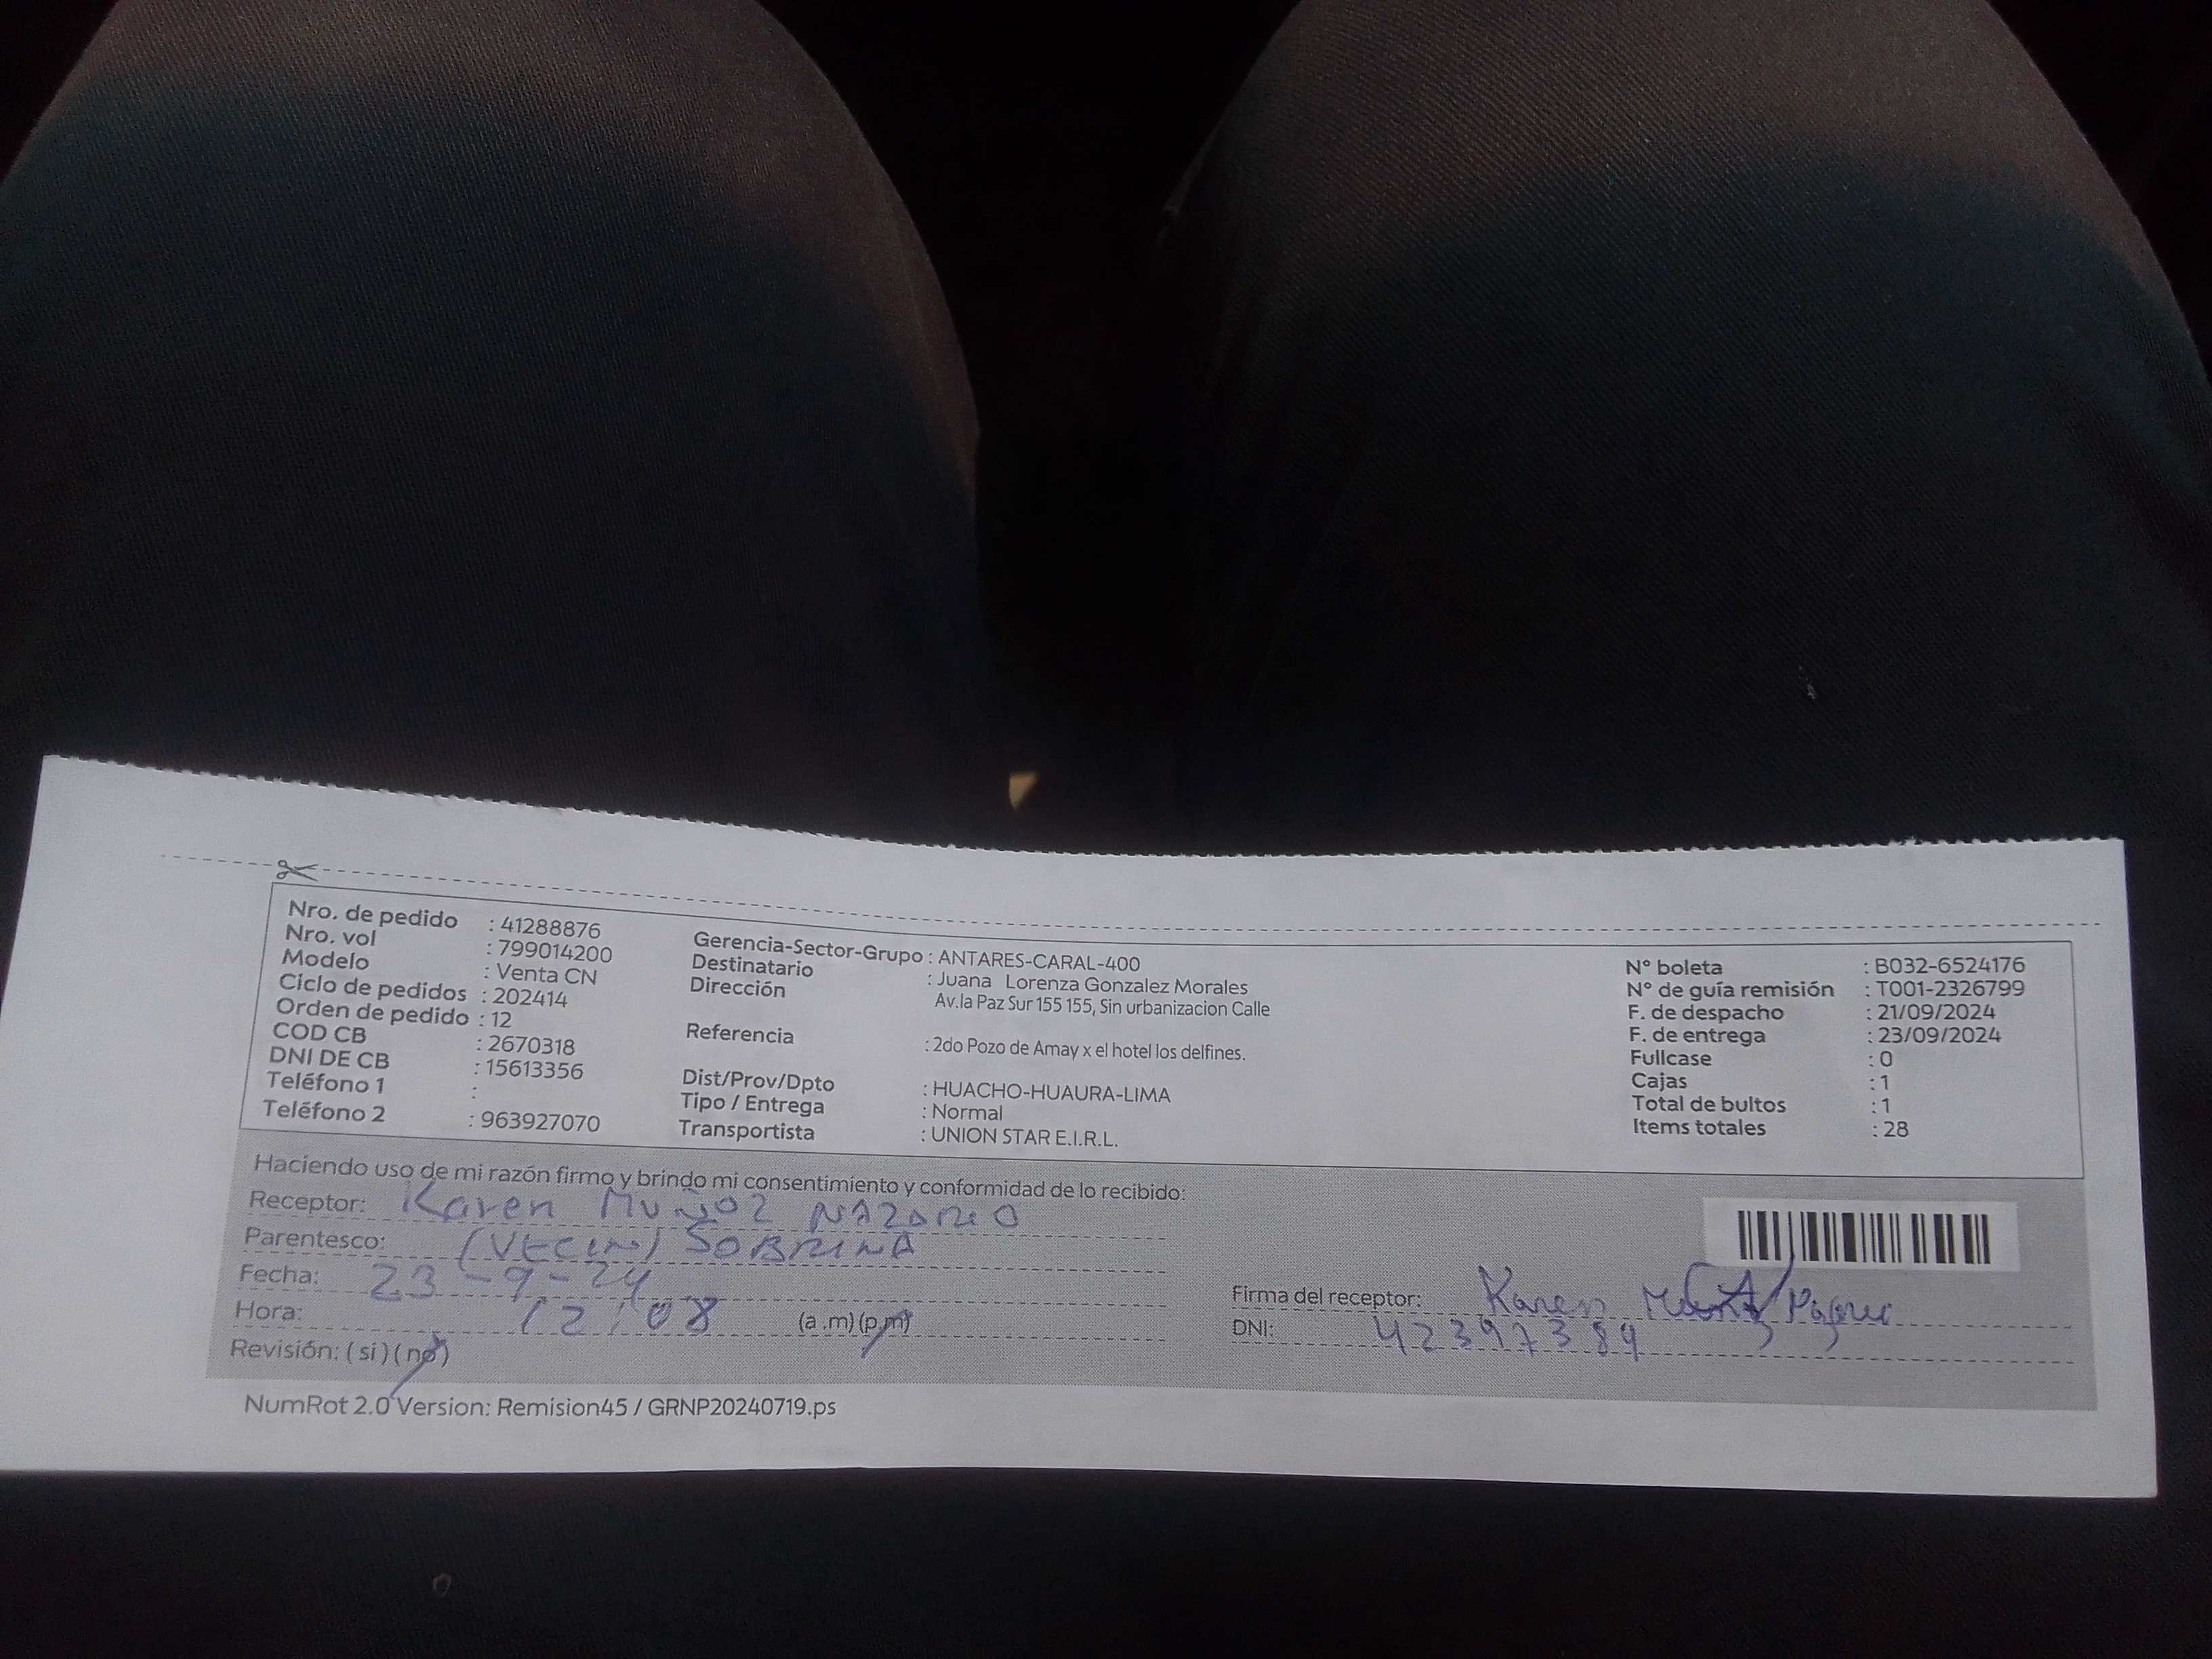 Nro. de pedido : 41288876
Nro. vol : 799014200
Modelo : Venta CN
Ciclo de pedidos : 202414
Orden de pedido : 12
COD CB : 2670318
DNI DE CB : 15613356
Teléfono 1 :
Teléfono 2 : 963927070
Gerencia-Sector-Grupo : ANTARES-CARAL-400
Destinatario : Juana Lorenza Gonzalez Morales
Dirección Av.la Paz Sur 155 155, Sin urbanizacion Calle
Referencia : 2do Pozo de Amay x el hotel los delfines.
Dist/Prov/Dpto : HUACHO-HUAURA-LIMA
Tipo / Entrega : Normal
Transportista : UNION STAR E.I.R.L.
N° boleta : B032-6524176
N° de guía remisión : T001-2326799
F. de despacho : 21/09/2024
F. de entrega : 23/09/2024
Fullcase : 0
Cajas : 1
Total de bultos : 1
Items totales : 28
Haciendo uso de mi razón firmo y brindo mi consentimiento y conformidad de lo recibido:
Receptor: Karen Muñoz Nazario
Parentesco: (VECIN) SOBRINA
Fecha: 23-9-24
Hora: 12:08 (a .m) (p.m)
Revisión: ( si ) ( no )
Firma del receptor: Karen
DNI: 42397389
NumRot 2.0 Version: Remision45 / GRNP20240719.ps